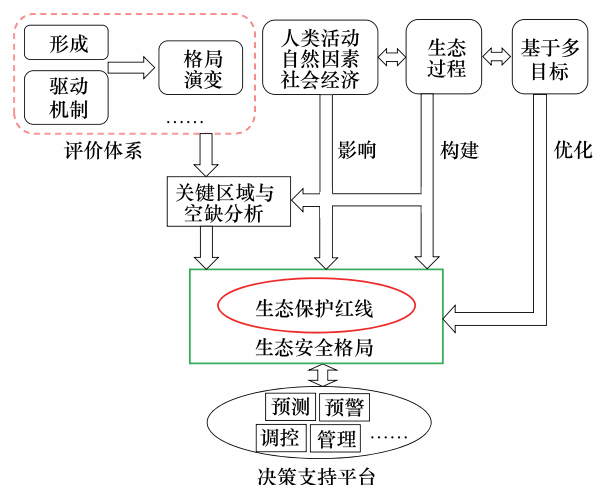 形成
驱动
机制
格局
演变
……
评价体系
人类活动
自然因素
社会经济
生态
过程
基于多
目标
影响
构建
优化
关键区域与
空缺分析
生态保护红线
生态安全格局
预测
预警
调控
管理
……
决策支持平台